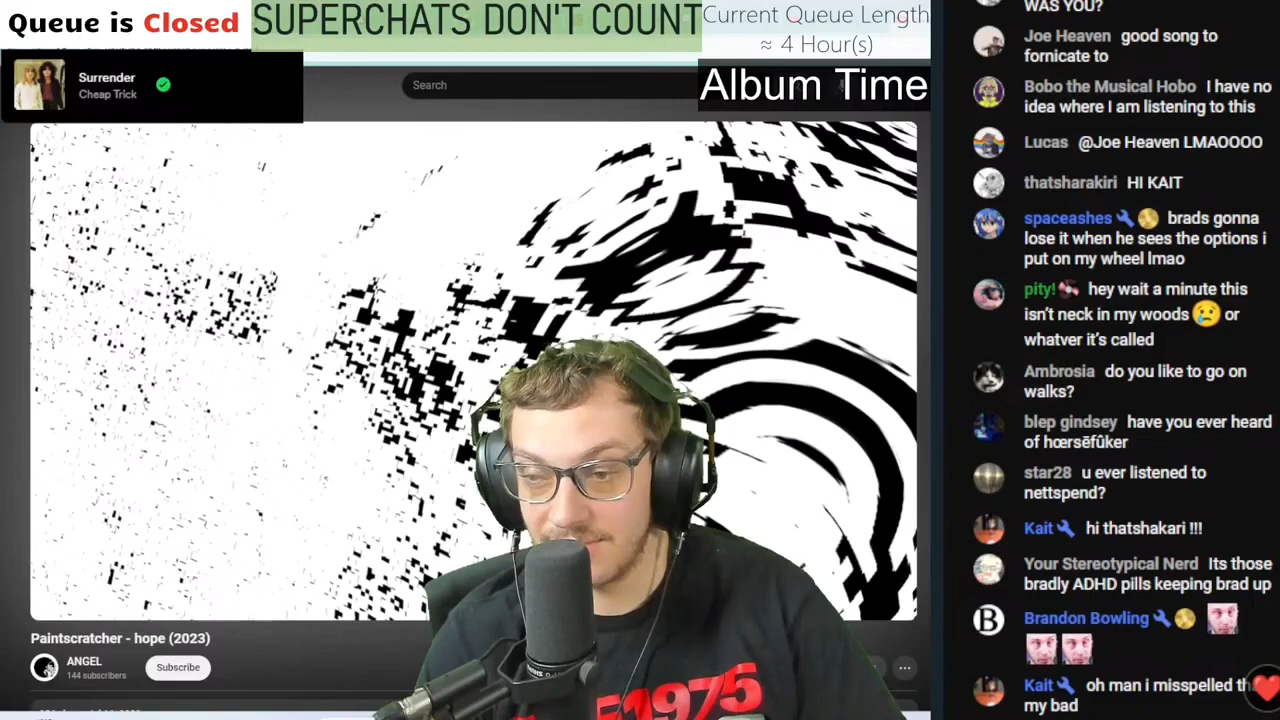 Queue is Closed
SUPERCHATS DON'T COUNT
Current Queue Length
≈ 4 Hour(s)
Album Time
Surrender
Cheap Trick
Search
Paintscratcher - hope (2023)
ANGEL
144 subscribers
Subscribe
1975
WAS YOU?
Joe Heaven good song to
fornicate to
Bobo the Musical Hobo I have no
idea where I am listening to this
Lucas @Joe Heaven LMAOOOO
thatsharakiri HI KAIT
spaceashes brads gonna
lose it when he sees the options i
put on my wheel lmao
pity! hey wait a minute this
isn't neck in my woods 😢 or
whatver it's called
Ambrosia do you like to go on
walks?
blep gindsey have you ever heard
of hœrsēfûker
star28 u ever listened to
nettspend?
Kait hi thatshakari !!!
Your Stereotypical Nerd Its those
bradly ADHD pills keeping brad up
Brandon Bowling
Kait oh man i misspelled
my bad